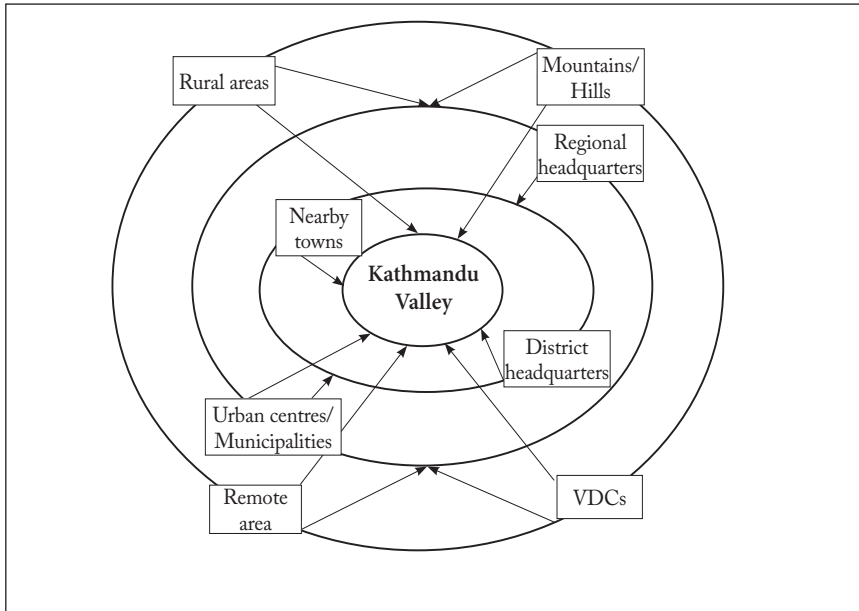 Rural areas
Mountains/
Hills
Regional
headquarters
Nearby
towns
Kathmandu
Valley
District
headquarters
Urban centres/
Municipalities
Remote
area
VDCs